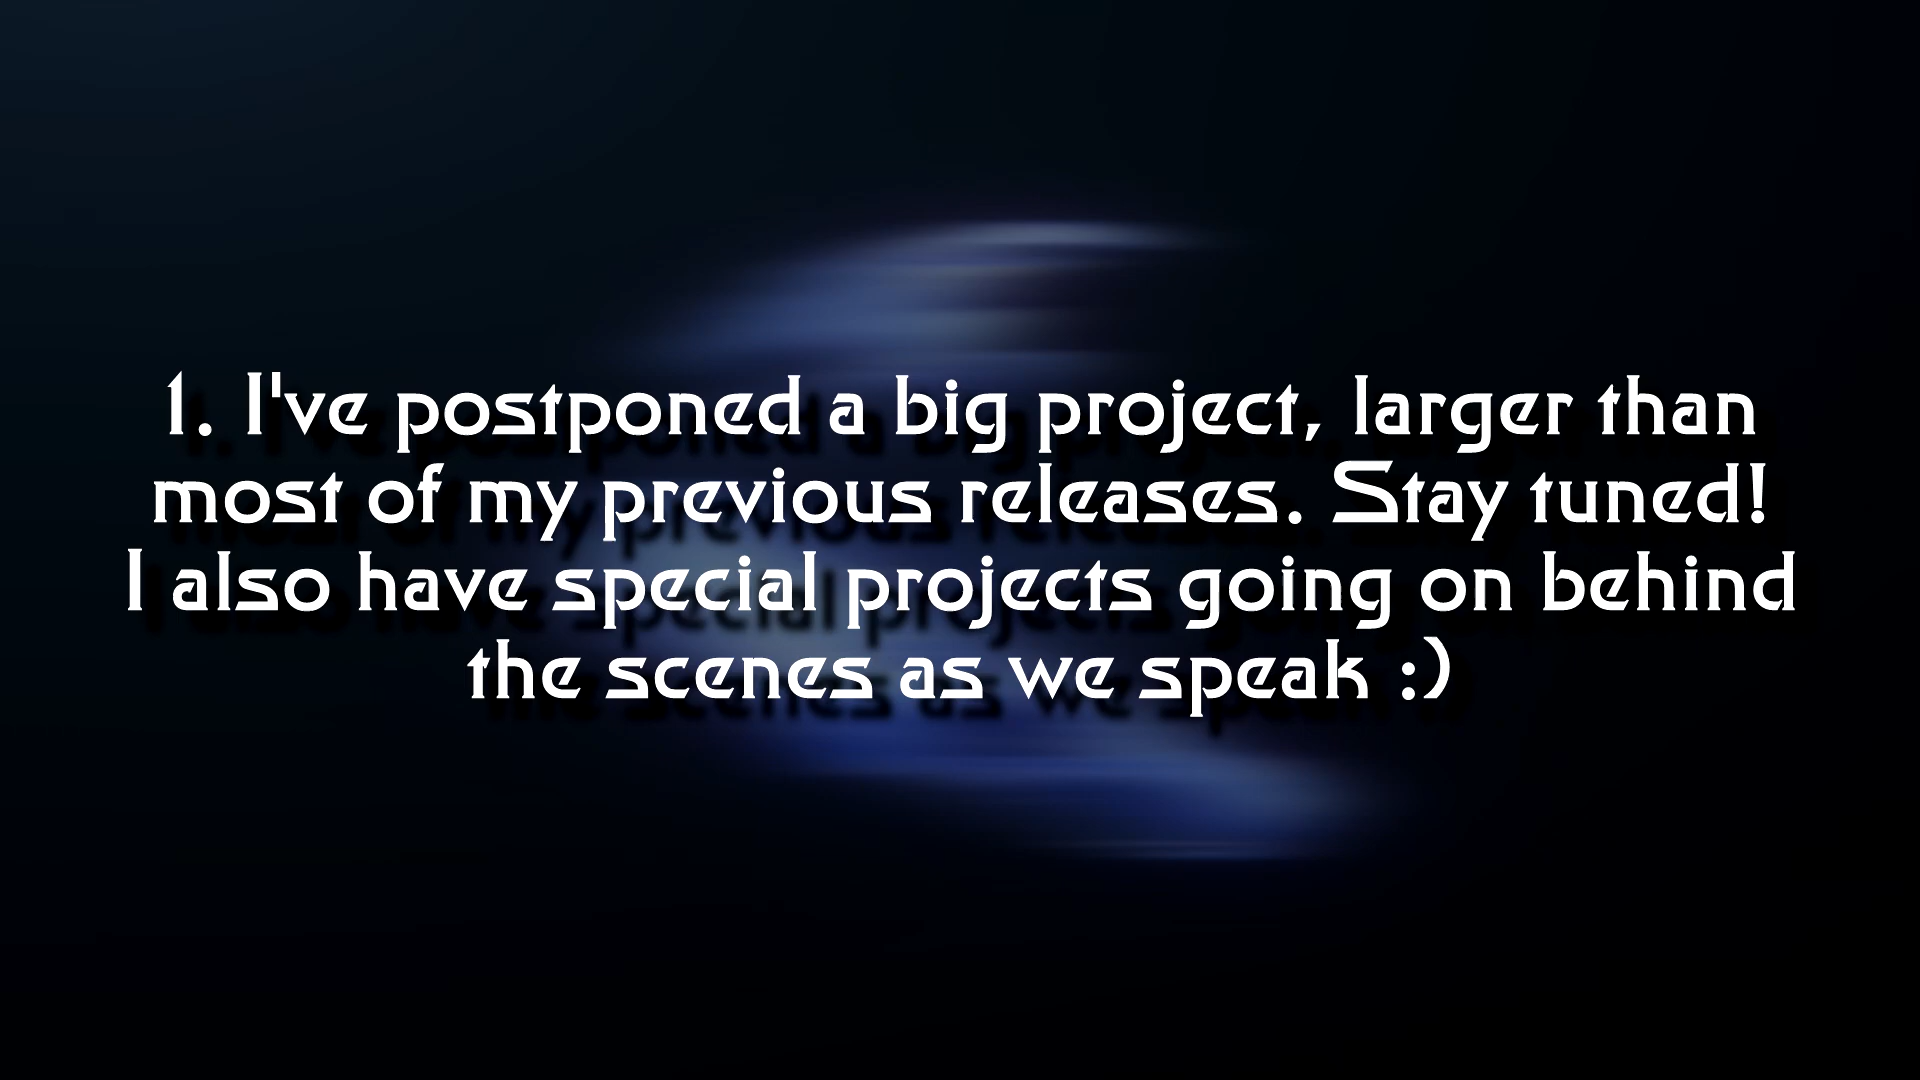 1. I've postponed a big project, larger than
most of my previous releases. Stay tuned!
I also have special projects going on behind
the scenes as we speak :)